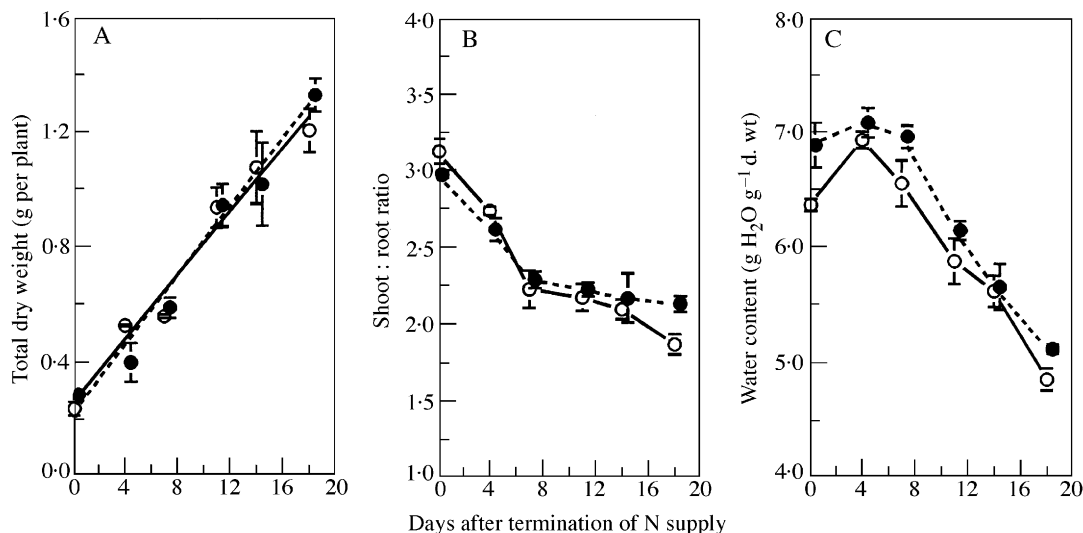 A
Total dry weight (g per plant)
1·6
1·2
0·8
0·4
0·0
0 4 8 12 16 20
B
Shoot : root ratio
4·0
3·5
3·0
2·5
2·0
1·5
1·0
0 4 8 12 16 20
Days after termination of N supply
C
Water content (g H₂O g⁻¹ d. wt)
8·0
7·0
6·0
5·0
4·0
0 4 8 12 16 20